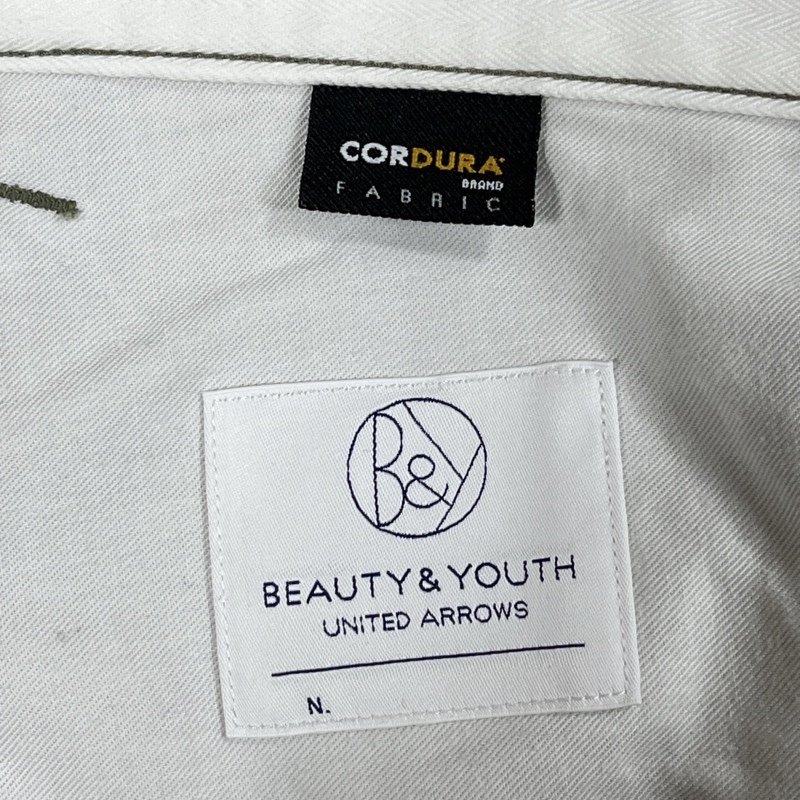 CORDURA
BRAND
FABRIC
B&Y
BEAUTY & YOUTH
UNITED ARROWS
N.